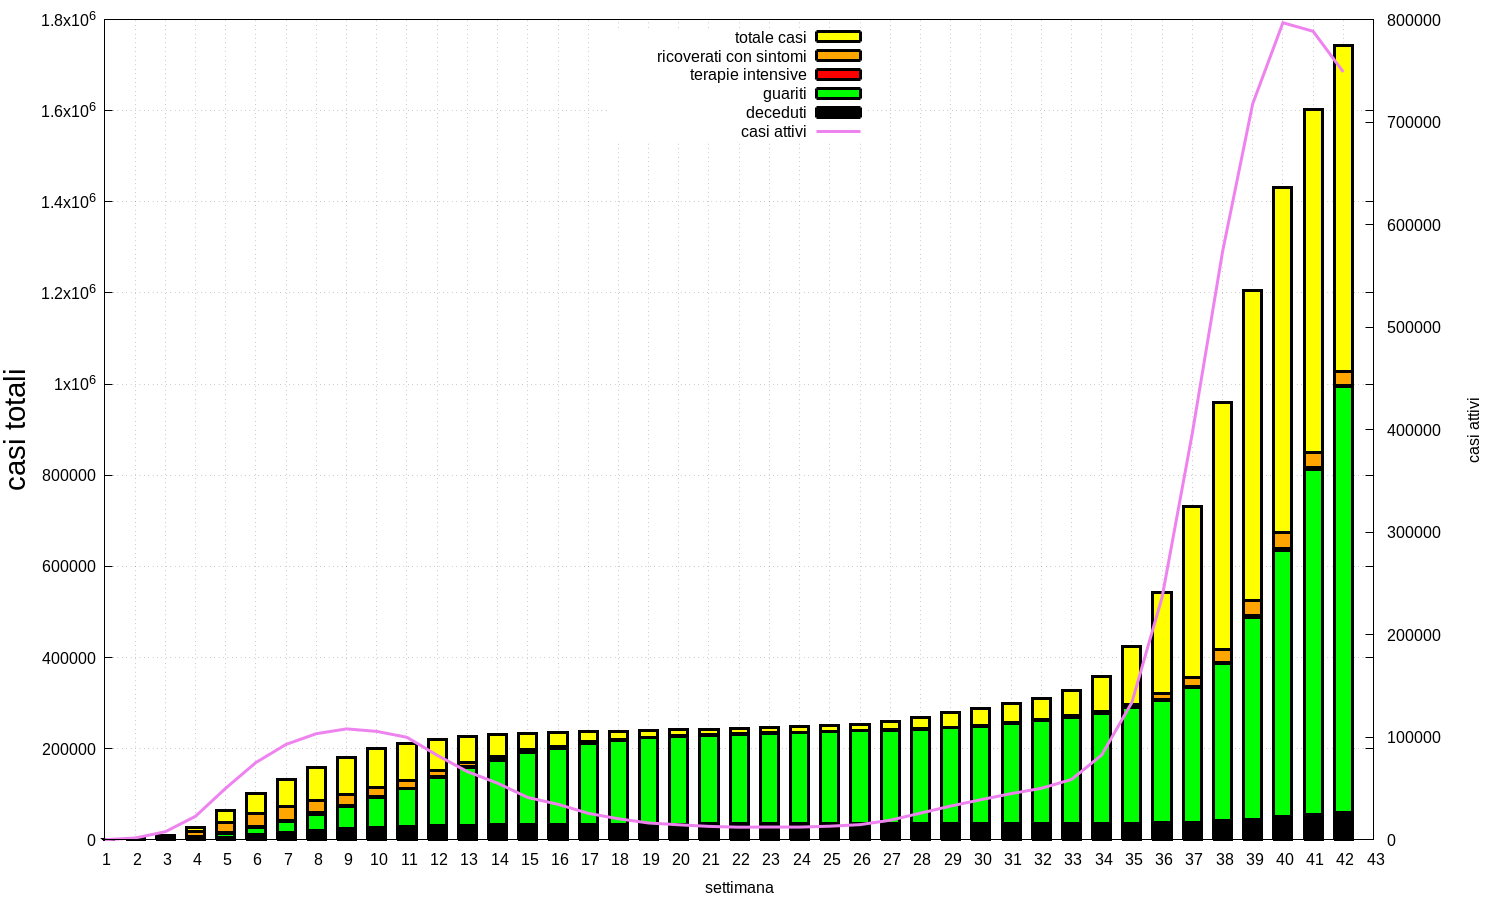 casi totali
1.8x10^6
1.6x10^6
1.4x10^6
1.2x10^6
1x10^6
800000
600000
400000
200000
0
totale casi
ricoverati con sintomi
terapie intensive
guariti
deceduti
casi attivi
800000
700000
600000
500000
400000
300000
200000
100000
0
casi attivi
1 2 3 4 5 6 7 8 9 10 11 12 13 14 15 16 17 18 19 20 21 22 23 24 25 26 27 28 29 30 31 32 33 34 35 36 37 38 39 40 41 42 43
settimana